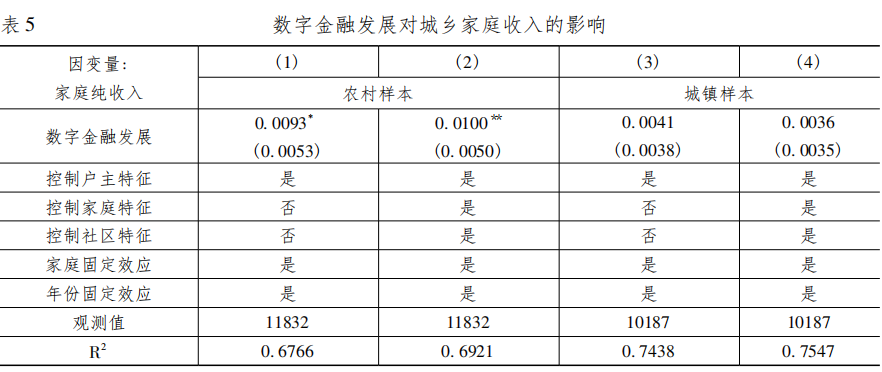 表 5 数字金融发展对城乡家庭收入的影响
因变量: (1) (2) (3) (4)
家庭纯收入 农村样本 城镇样本
数字金融发展 0.0093* 0.0100** 0.0041 0.0036
(0.0053) (0.0050) (0.0038) (0.0035)
控制户主特征 是 是 是 是
控制家庭特征 否 是 否 是
控制社区特征 否 是 否 是
家庭固定效应 是 是 是 是
年份固定效应 是 是 是 是
观测值 11832 11832 10187 10187
R² 0.6766 0.6921 0.7438 0.7547